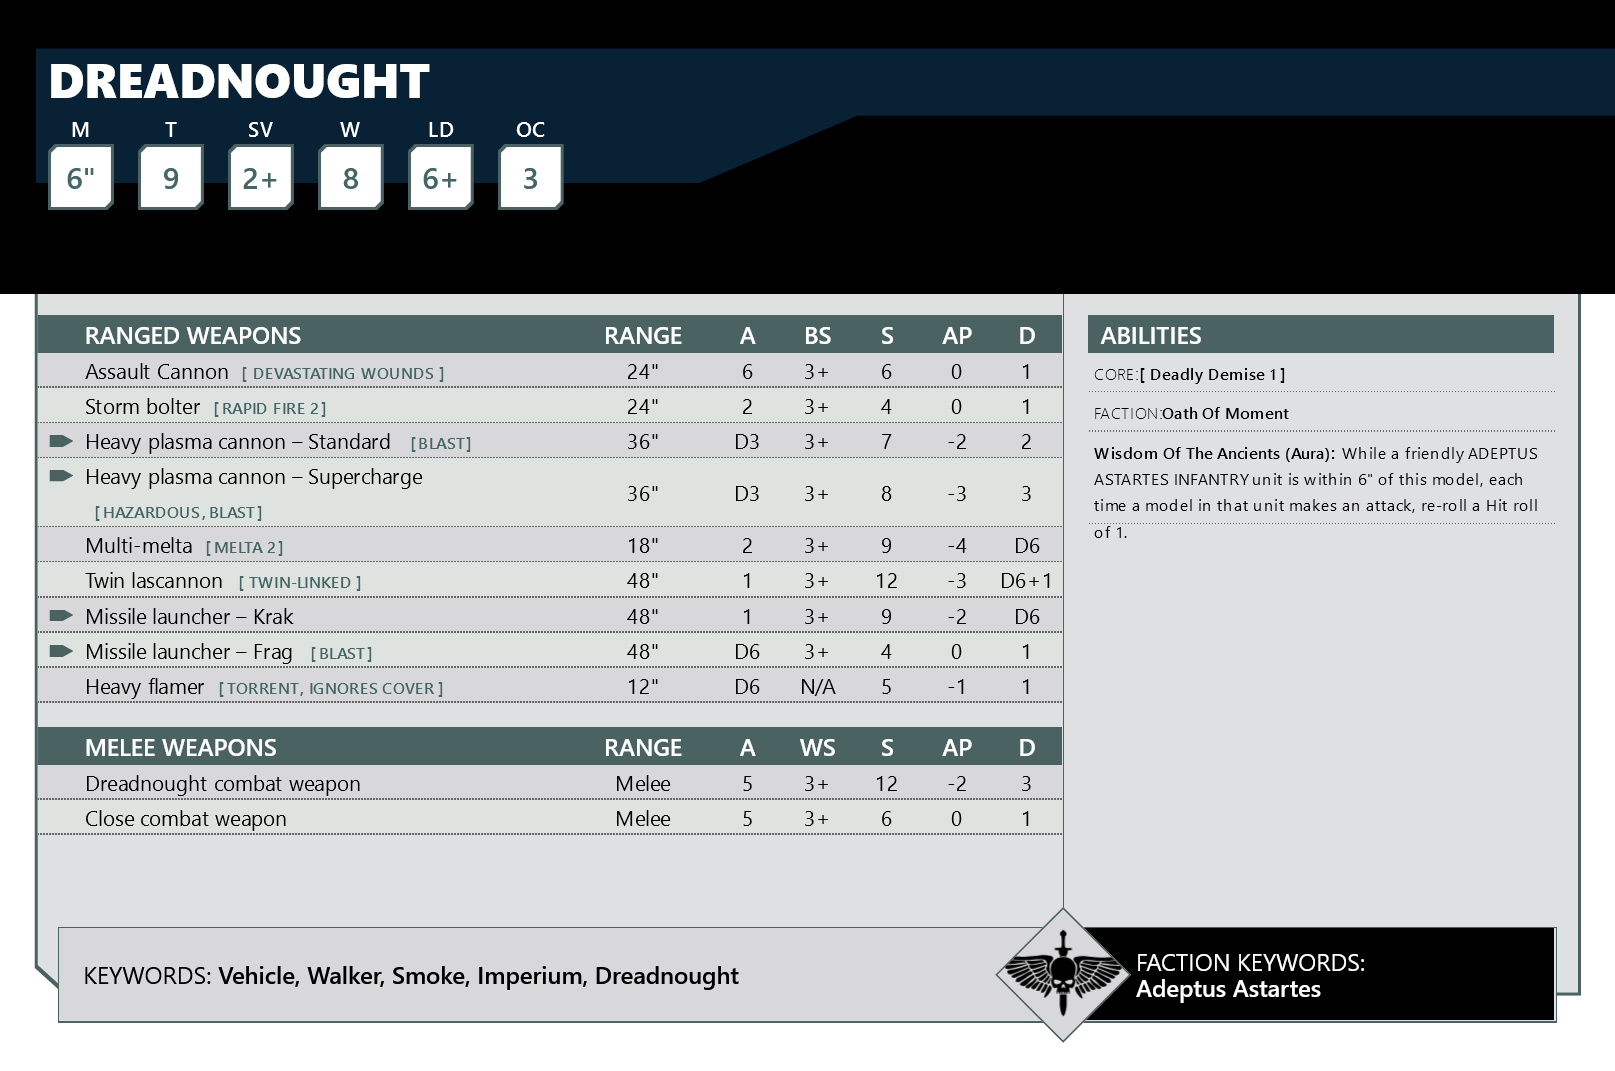 DREADNOUGHT
M T SV W LD OC
6" 9 2+ 8 6+ 3
RANGED WEAPONS RANGE A BS S AP D
Assault Cannon [ DEVASTATING WOUNDS ] 24" 6 3+ 6 0 1
Storm bolter [RAPID FIRE 2] 24" 2 3+ 4 0 1
Heavy plasma cannon – Standard [BLAST] 36" D3 3+ 7 -2 2
Heavy plasma cannon – Supercharge 36" D3 3+ 8 -3 3
[HAZARDOUS, BLAST]
Multi-melta [MELTA 2] 18" 2 3+ 9 -4 D6
Twin lascannon [ TWIN-LINKED ] 48" 1 3+ 12 -3 D6+1
Missile launcher – Krak 48" 1 3+ 9 -2 D6
Missile launcher – Frag [BLAST] 48" D6 3+ 4 0 1
Heavy flamer [TORRENT, IGNORES COVER] 12" D6 N/A 5 -1 1
MELEE WEAPONS RANGE A WS S AP D
Dreadnought combat weapon Melee 5 3+ 12 -2 3
Close combat weapon Melee 5 3+ 6 0 1
ABILITIES
CORE:[ Deadly Demise 1]
FACTION:Oath Of Moment
Wisdom Of The Ancients (Aura): While a friendly ADEPTUS
ASTARTES INFANTRY unit is within 6" of this model, each
time a model in that unit makes an attack, re-roll a Hit roll
of 1.
KEYWORDS: Vehicle, Walker, Smoke, Imperium, Dreadnought
FACTION KEYWORDS:
Adeptus Astartes